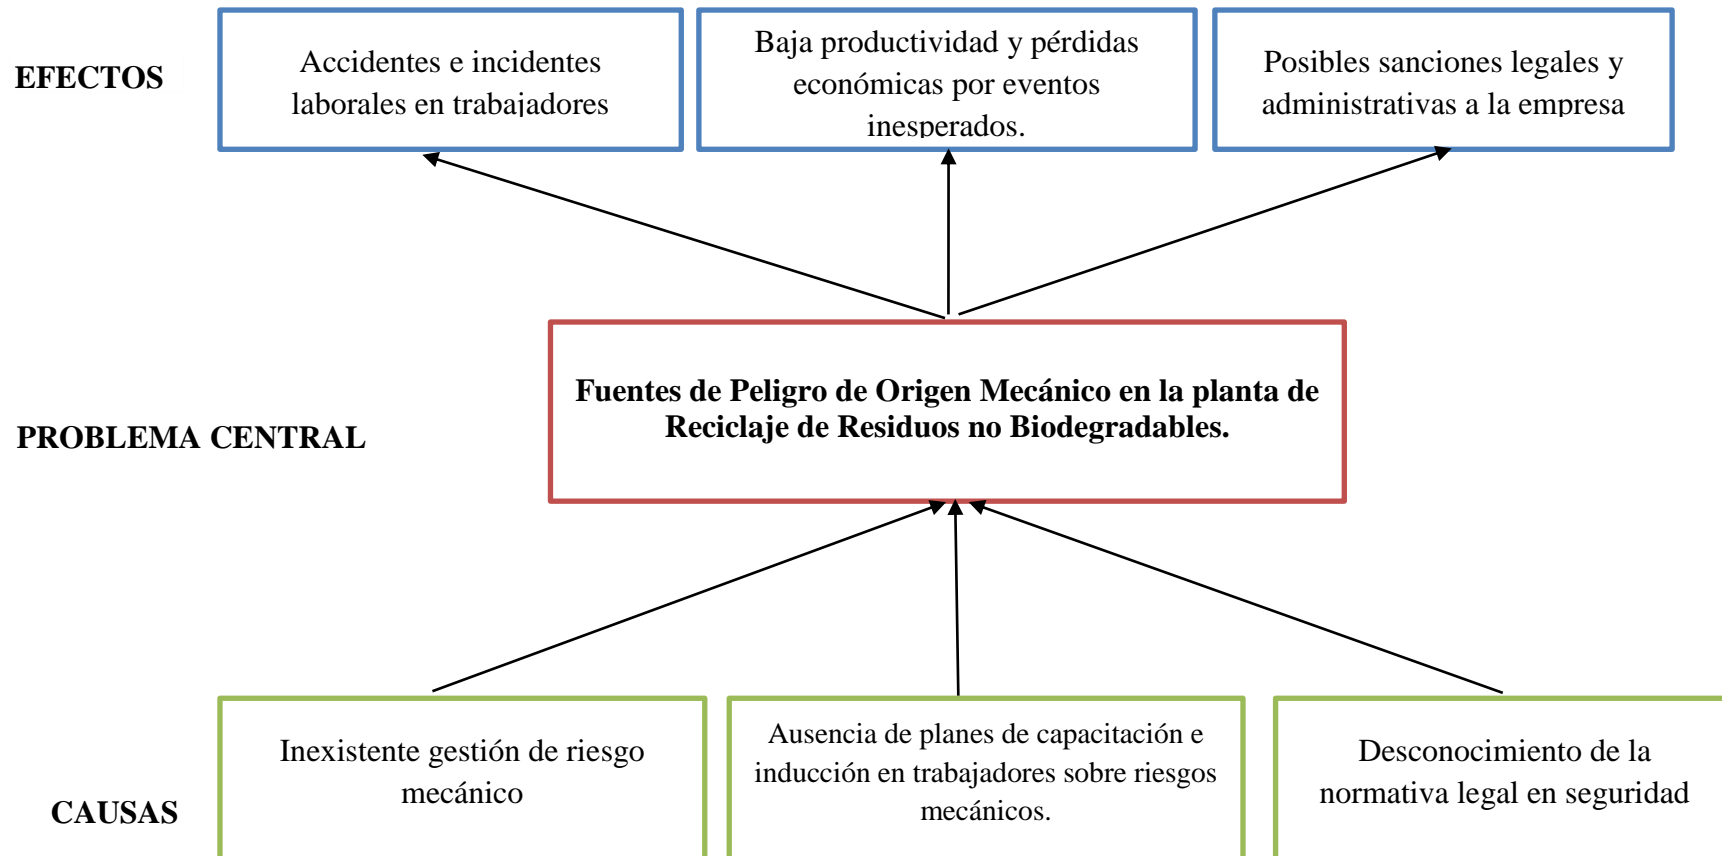 EFECTOS
Accidentes e incidentes
laborales en trabajadores
Baja productividad y pérdidas
económicas por eventos
inesperados.
Posibles sanciones legales y
administrativas a la empresa
PROBLEMA CENTRAL
Fuentes de Peligro de Origen Mecánico en la planta de
Reciclaje de Residuos no Biodegradables.
CAUSAS
Inexistente gestión de riesgo
mecánico
Ausencia de planes de capacitación e
inducción en trabajadores sobre riesgos
mecánicos.
Desconocimiento de la
normativa legal en seguridad